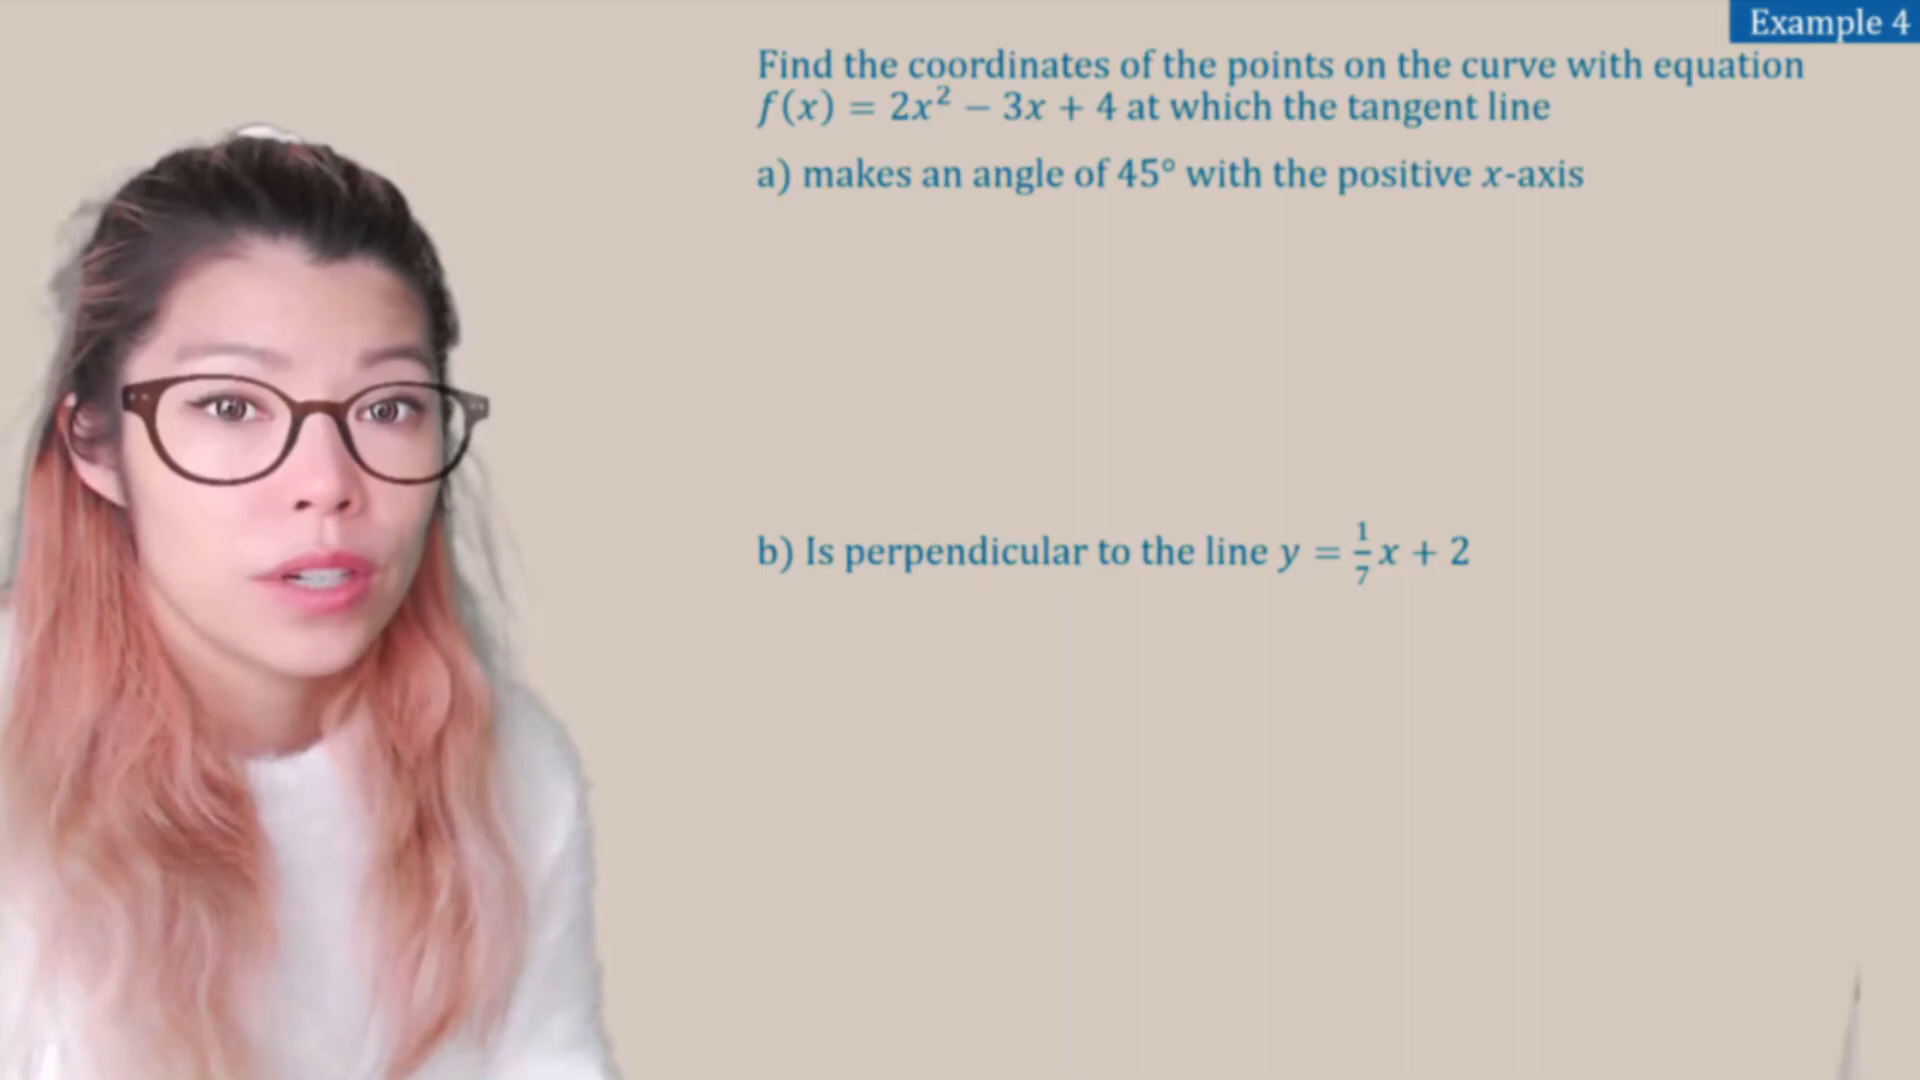 Example 4
Find the coordinates of the points on the curve with equation
f(x) = 2x² − 3x + 4 at which the tangent line
a) makes an angle of 45° with the positive x-axis
b) Is perpendicular to the line y = 1/7 x + 2